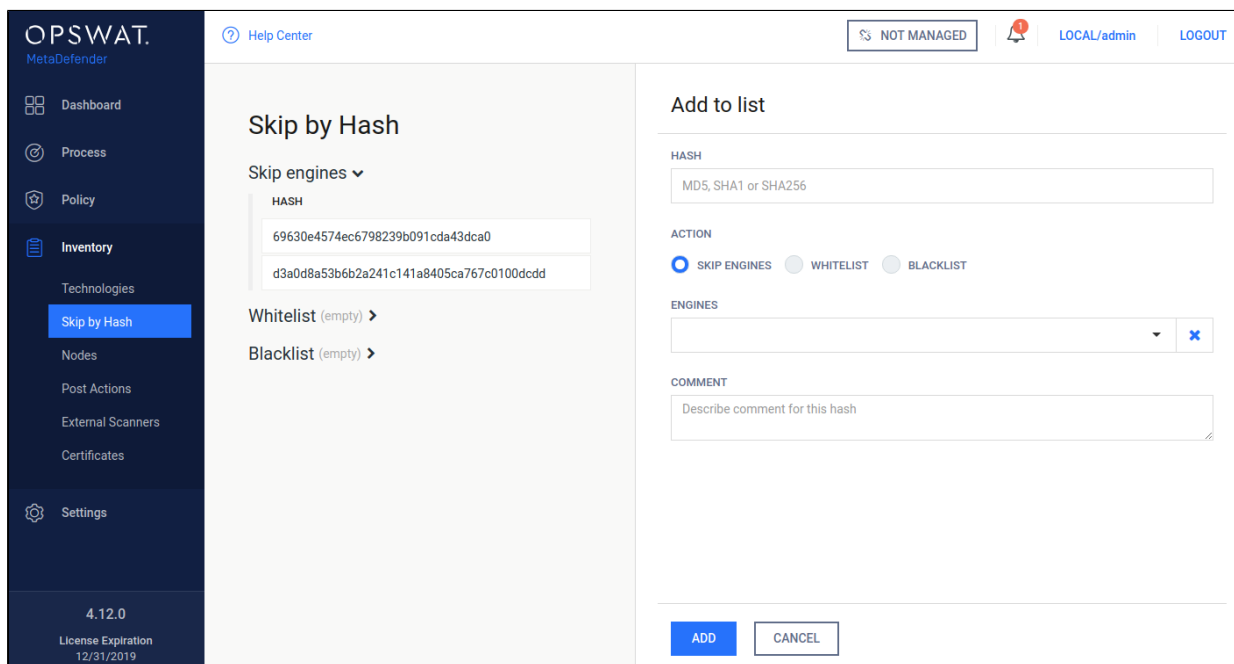 OPSWAT.
MetaDefender
Dashboard
Process
Policy
Inventory
Technologies
Skip by Hash
Nodes
Post Actions
External Scanners
Certificates
Settings
4.12.0
License Expiration
12/31/2019
Help Center
NOT MANAGED
1
LOCAL/admin
LOGOUT
Skip by Hash
Skip engines
HASH
69630e4574ec6798239b091cda43dca0
d3a0d8a53b6b2a241c141a8405ca767c0100dcdd
Whitelist (empty)
Blacklist (empty)
Add to list
HASH
MD5, SHA1 or SHA256
ACTION
SKIP ENGINES WHITELIST BLACKLIST
ENGINES
COMMENT
Describe comment for this hash
ADD CANCEL